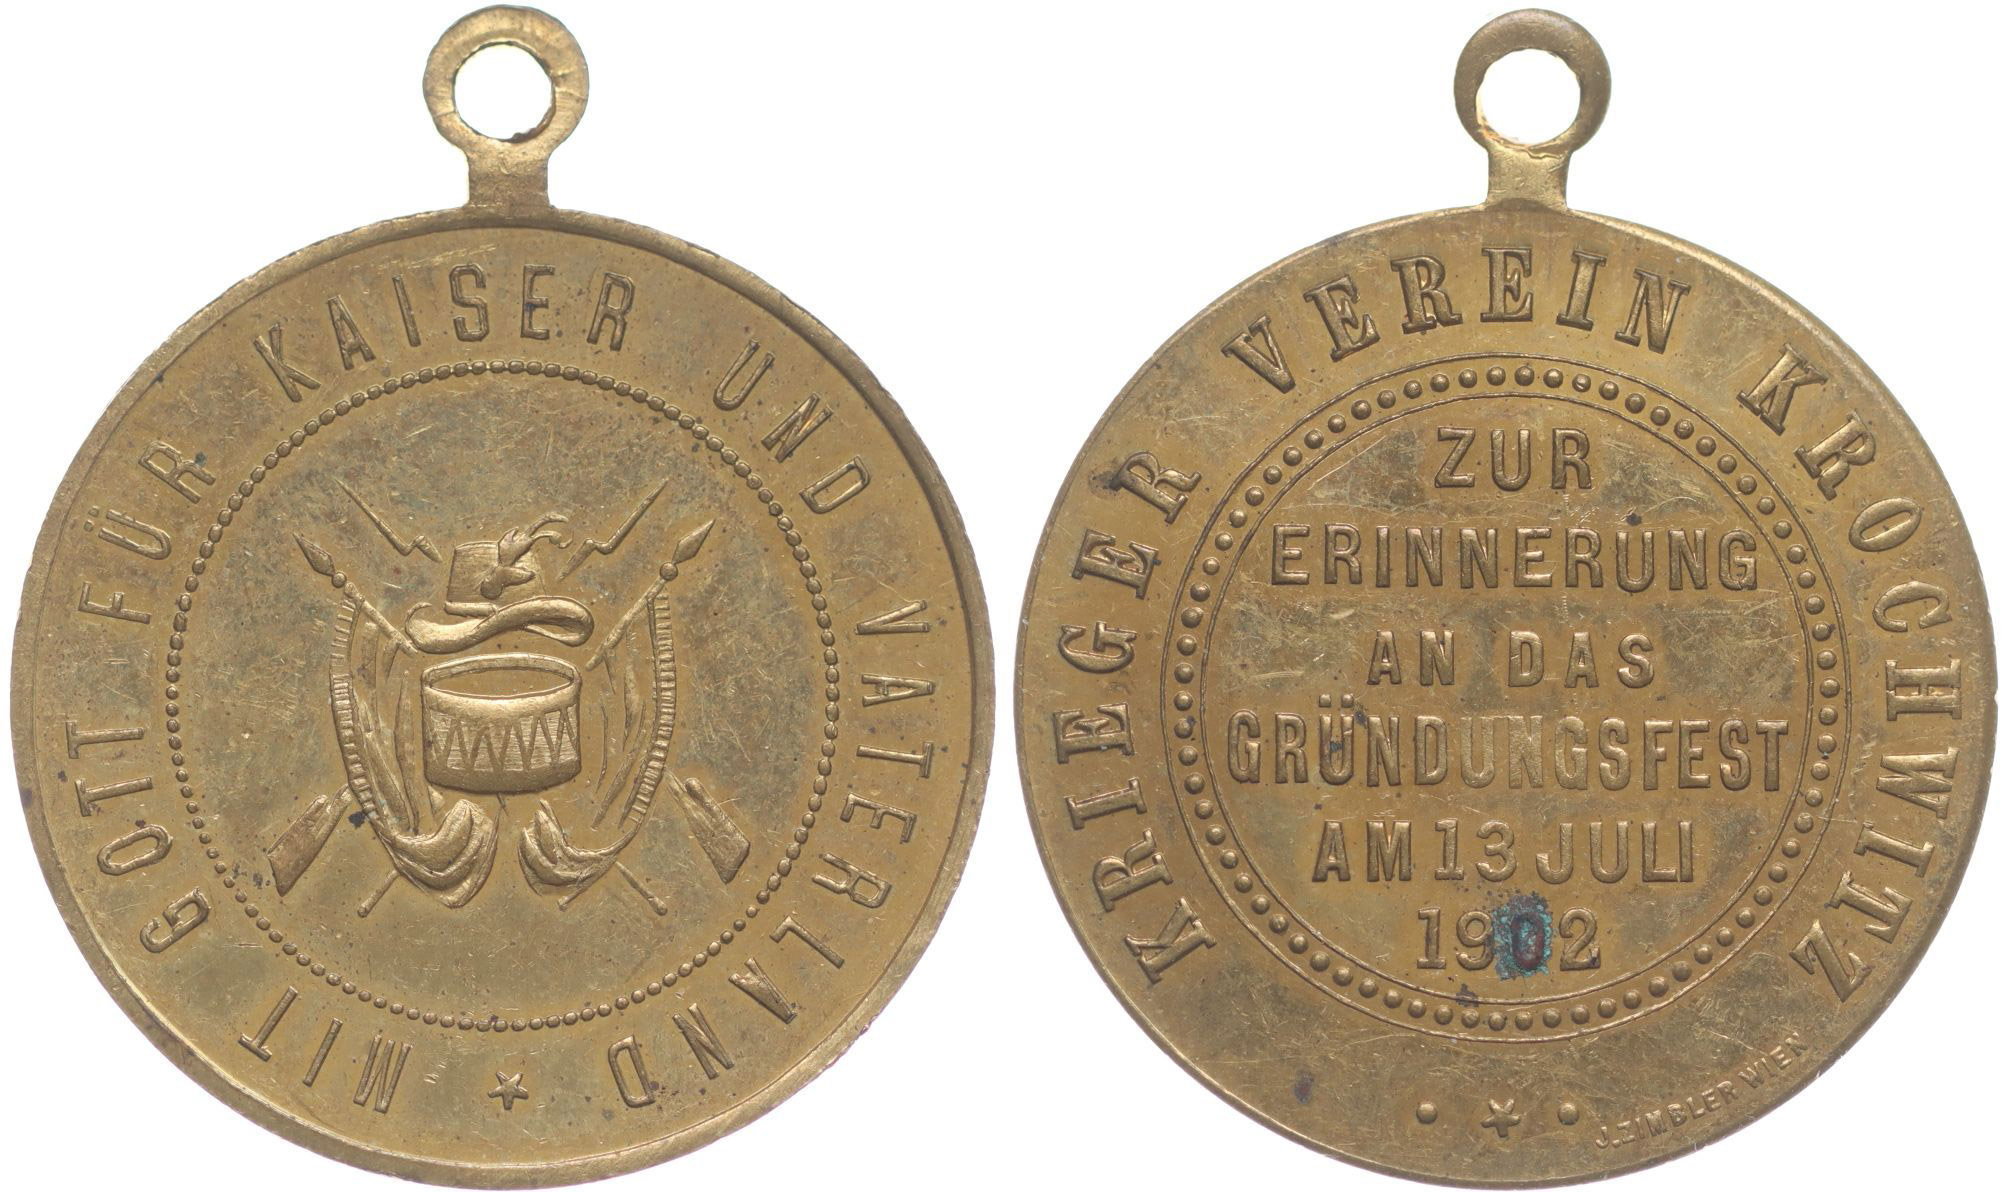 MIT GOTT FÜR KAISER UND VATERLAND
KRIEGER VEREIN KROCHWITZ
ZUR
ERINNERUNG
AN DAS
GRÜNDUNGSFEST
AM 13 JULI
1902
J. ZIMBLER WIEN